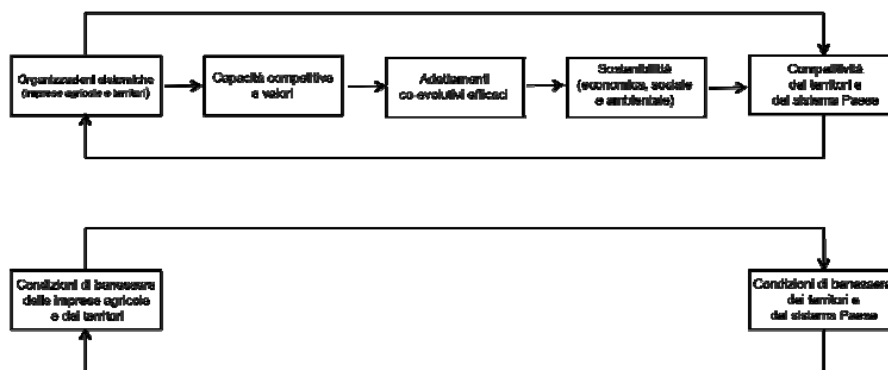 Organizzazioni sistemiche
(imprese agricole e territori)
Capacità competitive
e valori
Adattamenti
co-evolutivi efficaci
Sostenibilità
(economica, sociale
e ambientale)
Competitività
dei territori e
del sistema Paese
Condizioni di benessere
delle imprese agricole
e dei territori
Condizioni di benessere
dei territori e
del sistema Paese